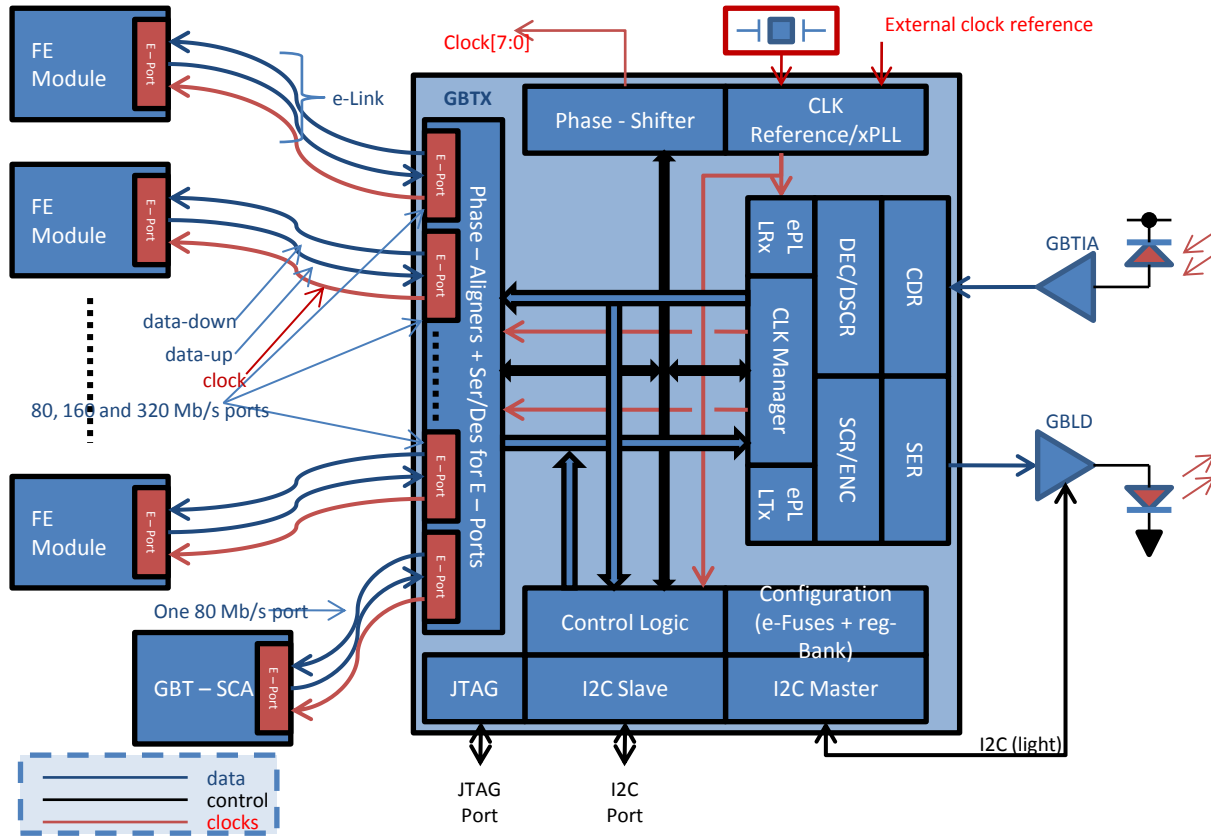 FE
Module
E – Port
e-Link
Clock[7:0]
External clock reference
GBTX
Phase - Shifter
CLK
Reference/xPLL
E – Port
Phase – Aligners + Ser/Des for E – Ports
FE
Module
E – Port
E – Port
data-down
data-up
clock
80, 160 and 320 Mb/s ports
ePL
LRx
CLK Manager
ePL
LTx
DEC/DSCR
SCR/ENC
CDR
SER
GBTIA
GBLD
FE
Module
E – Port
E – Port
E – Port
One 80 Mb/s port
GBT – SCA
E – Port
Control Logic
Configuration
(e-Fuses + reg-
Bank)
JTAG
I2C Slave
I2C Master
I2C (light)
JTAG
Port
I2C
Port
data
control
clocks